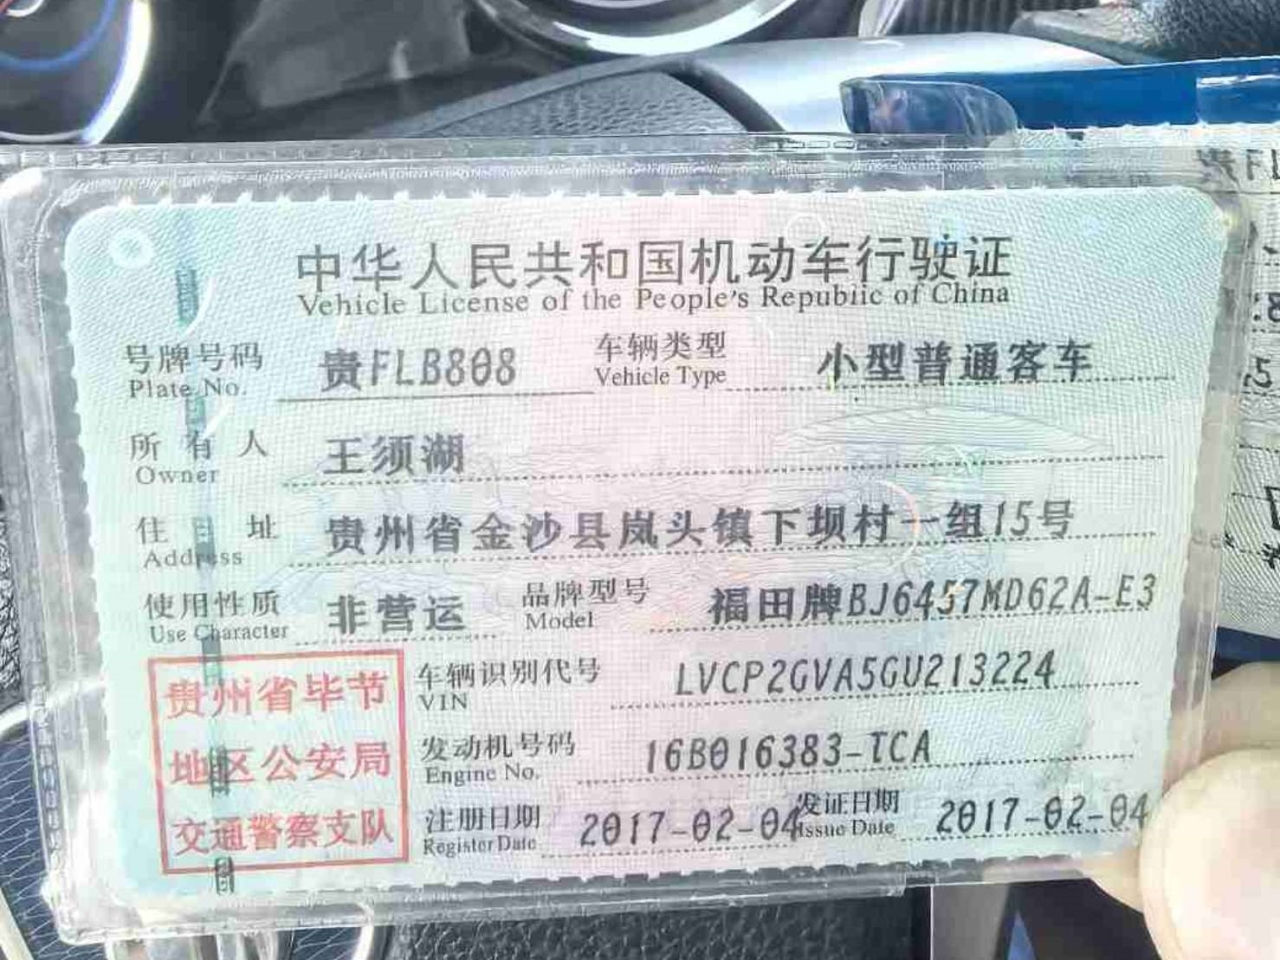 中华人民共和国机动车行驶证
Vehicle License of the People's Republic of China
号牌号码 贵FLB808 车辆类型 小型普通客车
Plate No. Vehicle Type
所有人 王须湖
Owner
住址 贵州省金沙县岚头镇下坝村一组15号
Address
使用性质 非营运 品牌型号 福田牌BJ6457MD62A-E3
Use Character Model
贵州省毕节
地区公安局
交通警察支队
车辆识别代号 LVCP2GVA5GU213224
VIN
发动机号码 16B016383-TCA
Engine No.
注册日期 2017-02-04 发证日期 2017-02-04
Register Date Issue Date